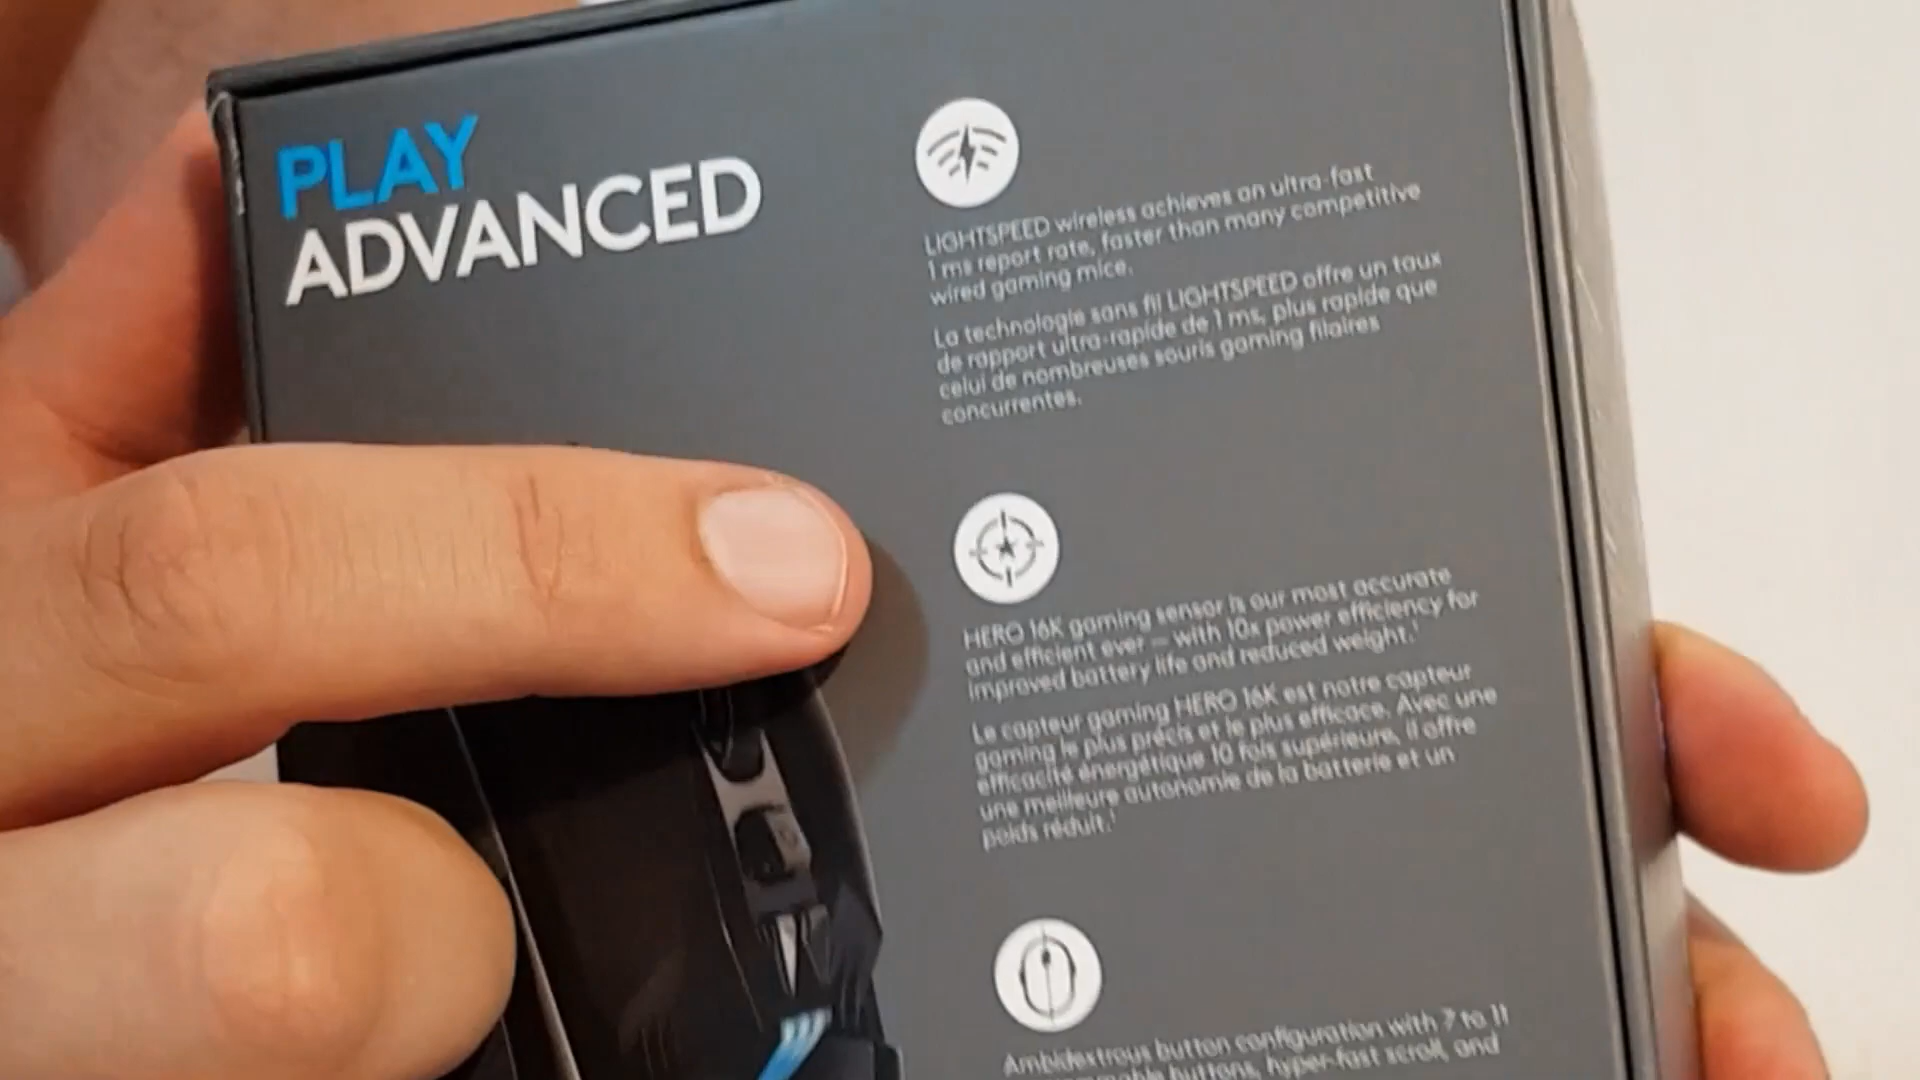 PLAY
ADVANCED
LIGHTSPEED wireless achieves an ultra-fast
1 ms report rate, faster than many competitive
wired gaming mice.
La technologie sans fil LIGHTSPEED offre un taux
de rapport ultra-rapide de 1 ms, plus rapide que
celui de nombreuses souris gaming filaires
concurrentes.
HERO 16K gaming sensor is our most accurate
and efficient ever – with 10x power efficiency for
improved battery life and reduced weight.¹
Le capteur gaming HERO 16K est notre capteur
gaming le plus précis et le plus efficace. Avec une
efficacité énergétique 10 fois supérieure, il offre
une meilleure autonomie de la batterie et un
poids réduit.¹
Ambidextrous button configuration with 7 to 11
buttons, hyper-fast scroll, and